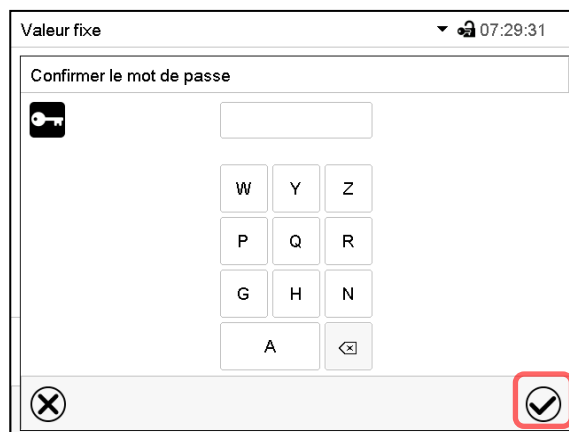 Valeur fixe 07:29:31
Confirmer le mot de passe
W Y Z
P Q R
G H N
A